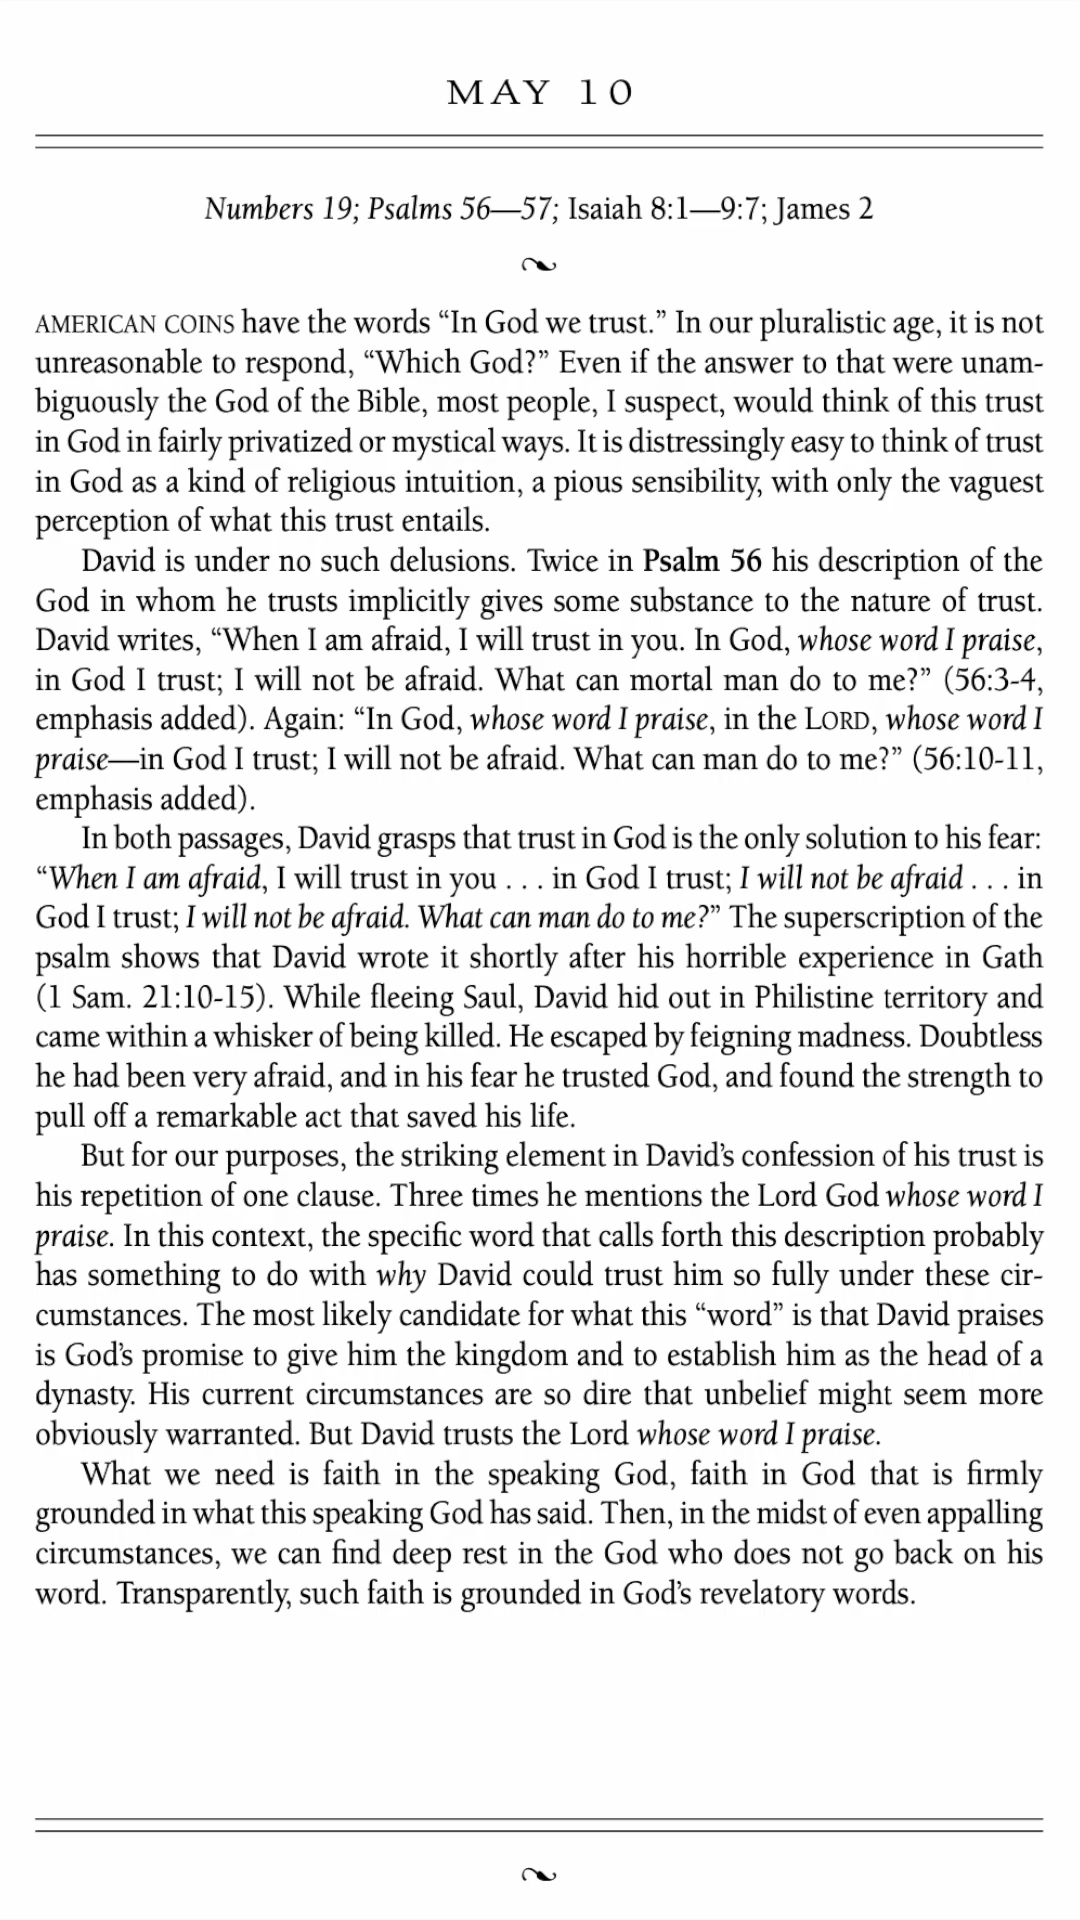 MAY 10
Numbers 19; Psalms 56—57; Isaiah 8:1—9:7; James 2
AMERICAN COINS have the words “In God we trust.” In our pluralistic age, it is not
unreasonable to respond, “Which God?” Even if the answer to that were unam-
biguously the God of the Bible, most people, I suspect, would think of this trust
in God in fairly privatized or mystical ways. It is distressingly easy to think of trust
in God as a kind of religious intuition, a pious sensibility, with only the vaguest
perception of what this trust entails.
David is under no such delusions. Twice in Psalm 56 his description of the
God in whom he trusts implicitly gives some substance to the nature of trust.
David writes, “When I am afraid, I will trust in you. In God, whose word I praise,
in God I trust; I will not be afraid. What can mortal man do to me?” (56:3-4,
emphasis added). Again: “In God, whose word I praise, in the LORD, whose word I
praise—in God I trust; I will not be afraid. What can man do to me?” (56:10-11,
emphasis added).
In both passages, David grasps that trust in God is the only solution to his fear:
“When I am afraid, I will trust in you . . . in God I trust; I will not be afraid . . . in
God I trust; I will not be afraid. What can man do to me?” The superscription of the
psalm shows that David wrote it shortly after his horrible experience in Gath
(1 Sam. 21:10-15). While fleeing Saul, David hid out in Philistine territory and
came within a whisker of being killed. He escaped by feigning madness. Doubtless
he had been very afraid, and in his fear he trusted God, and found the strength to
pull off a remarkable act that saved his life.
But for our purposes, the striking element in David’s confession of his trust is
his repetition of one clause. Three times he mentions the Lord God whose word I
praise. In this context, the specific word that calls forth this description probably
has something to do with why David could trust him so fully under these cir-
cumstances. The most likely candidate for what this “word” is that David praises
is God’s promise to give him the kingdom and to establish him as the head of a
dynasty. His current circumstances are so dire that unbelief might seem more
obviously warranted. But David trusts the Lord whose word I praise.
What we need is faith in the speaking God, faith in God that is firmly
grounded in what this speaking God has said. Then, in the midst of even appalling
circumstances, we can find deep rest in the God who does not go back on his
word. Transparently, such faith is grounded in God’s revelatory words.